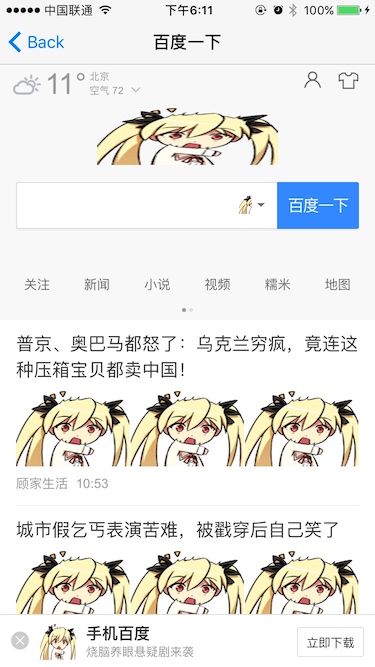 中国联通
下午6:11
100%
Back
百度一下
11°
北京
空气 72
百度一下
关注
新闻
小说
视频
糯米
地图
普京、奥巴马都怒了：乌克兰穷疯，竟连这
种压箱宝贝都卖中国！
顾家生活 10:53
城市假乞丐表演苦难，被戳穿后自己笑了
手机百度
烧脑养眼悬疑剧来袭
立即下载